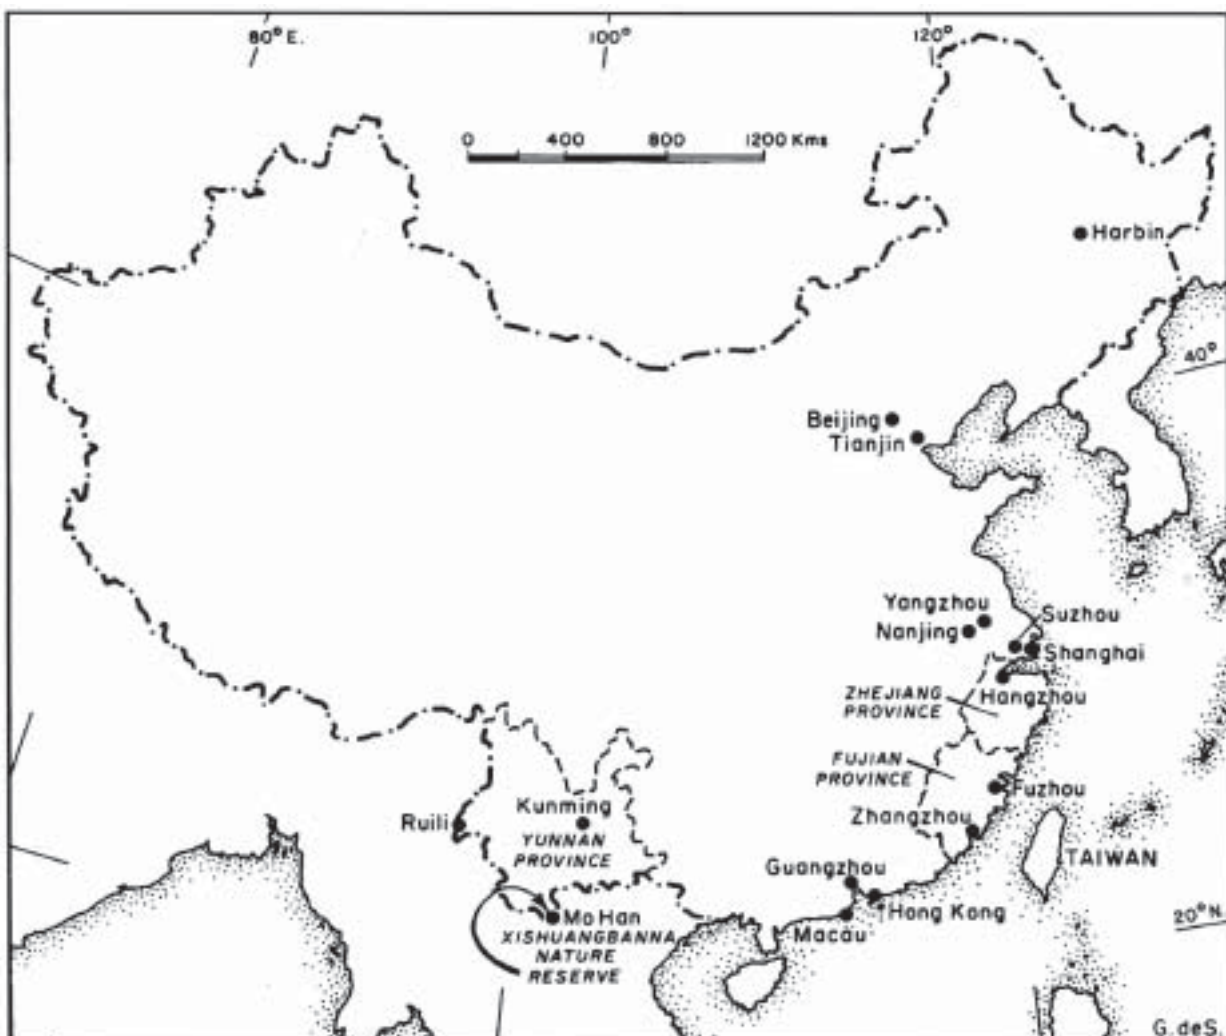 80° E.
100°
120°
0 400 800 1200 Kms
Harbin
40°
Beijing
Tianjin
Yangzhou
Suzhou
Nanjing
Shanghai
Hangzhou
ZHEJIANG
PROVINCE
FUJIAN
PROVINCE
Fuzhou
Kunming
Ruili
Zhangzhou
YUNNAN
PROVINCE
TAIWAN
Guangzhou
Mo Han
Hong Kong
20° N.
Macau
XISHUANGBANNA
NATURE
RESERVE
G. deS.